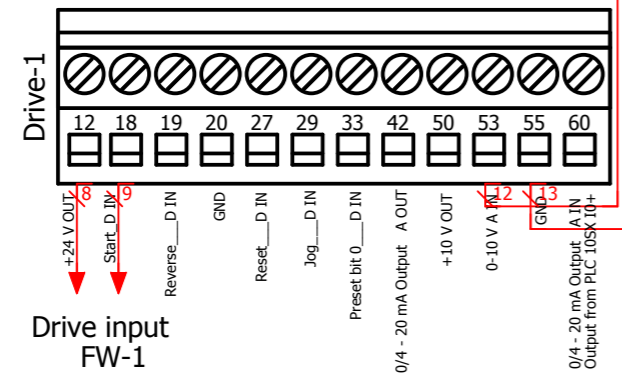 Drive-1
12 18 19 20 27 29 33 42 50 53 55 60
8 9 12 13
+24 V OUT
Start_D IN
Reverse___D IN
GND
Reset___D IN
Jog___D IN
Preset bit 0___D IN
0/4 - 20 mA Output A OUT
+10 V OUT
0-10 V A IN
GND
0/4 - 20 mA Output A IN
Output from PLC 10SX I0+
Drive input
FW-1